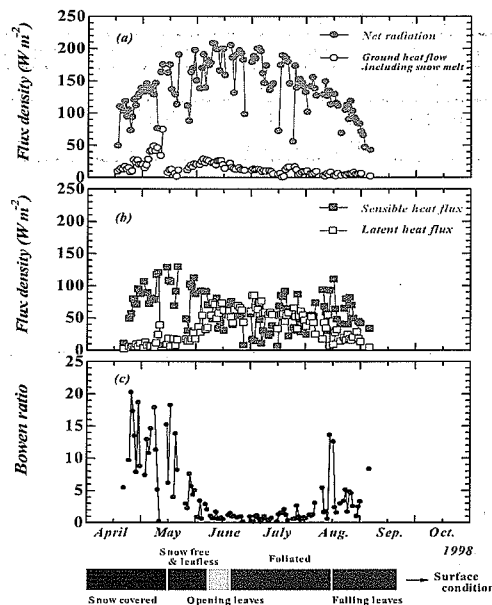 250
200
150
100
50
0
Flux density (W m-2)
(a)
Net radiation
Ground heat flow
including snow melt
250
200
150
100
50
0
Flux density (W m-2)
(b)
Sensible heat flux
Latent heat flux
25
20
15
10
5
0
Bowen ratio
(c)
April May June July Aug. Sep. Oct.
1998
Snow free
& leafless
Foliated
Surface
condition
Snow covered
Opening leaves
Falling leaves